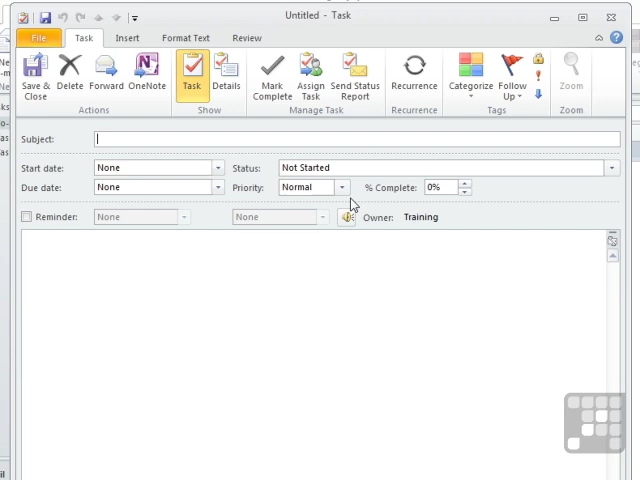 Untitled - Task
File Task Insert Format Text Review
Save & Close Delete Forward OneNote Task Details Mark Complete Assign Task Send Status Report Recurrence Categorize Follow Up Zoom
Actions Show Manage Task Recurrence Tags Zoom
Subject:
Start date: None Status: Not Started
Due date: None Priority: Normal % Complete: 0%
Reminder: None None Owner: Training